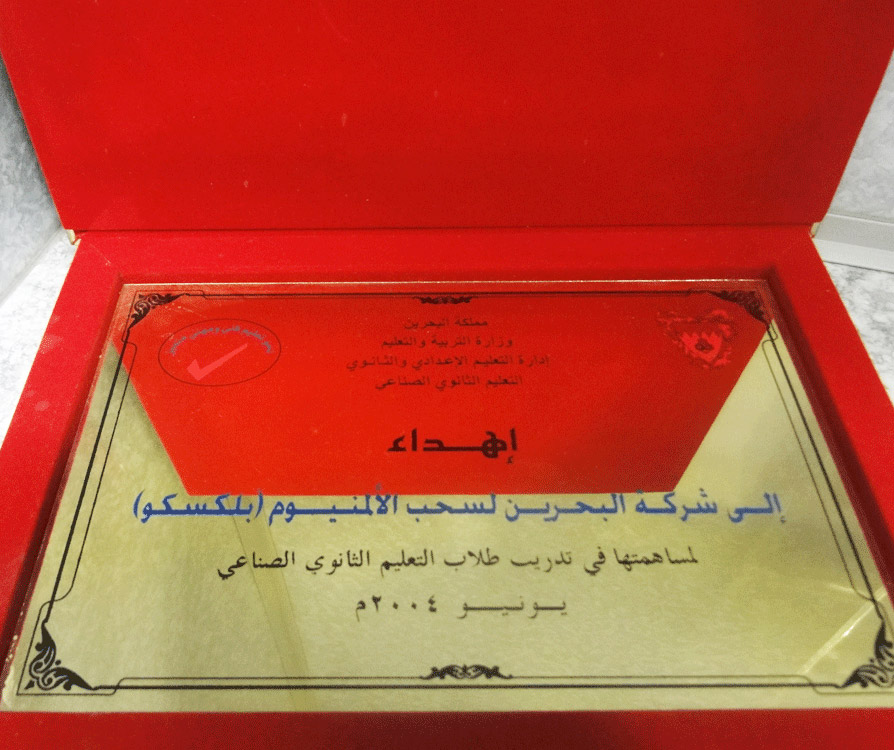 مملكة البحرين
وزارة التربية والتعليم
إدارة التعليم الاعدادي والثانوي
التعليم الثانوي الصناعي
إهداء
إلى شركة البحرين لسحب الألمنيوم (بلكسكو)
لمساهمتها في تدريب طلاب التعليم الثانوي الصناعي
يونيو ٢٠٠٤م